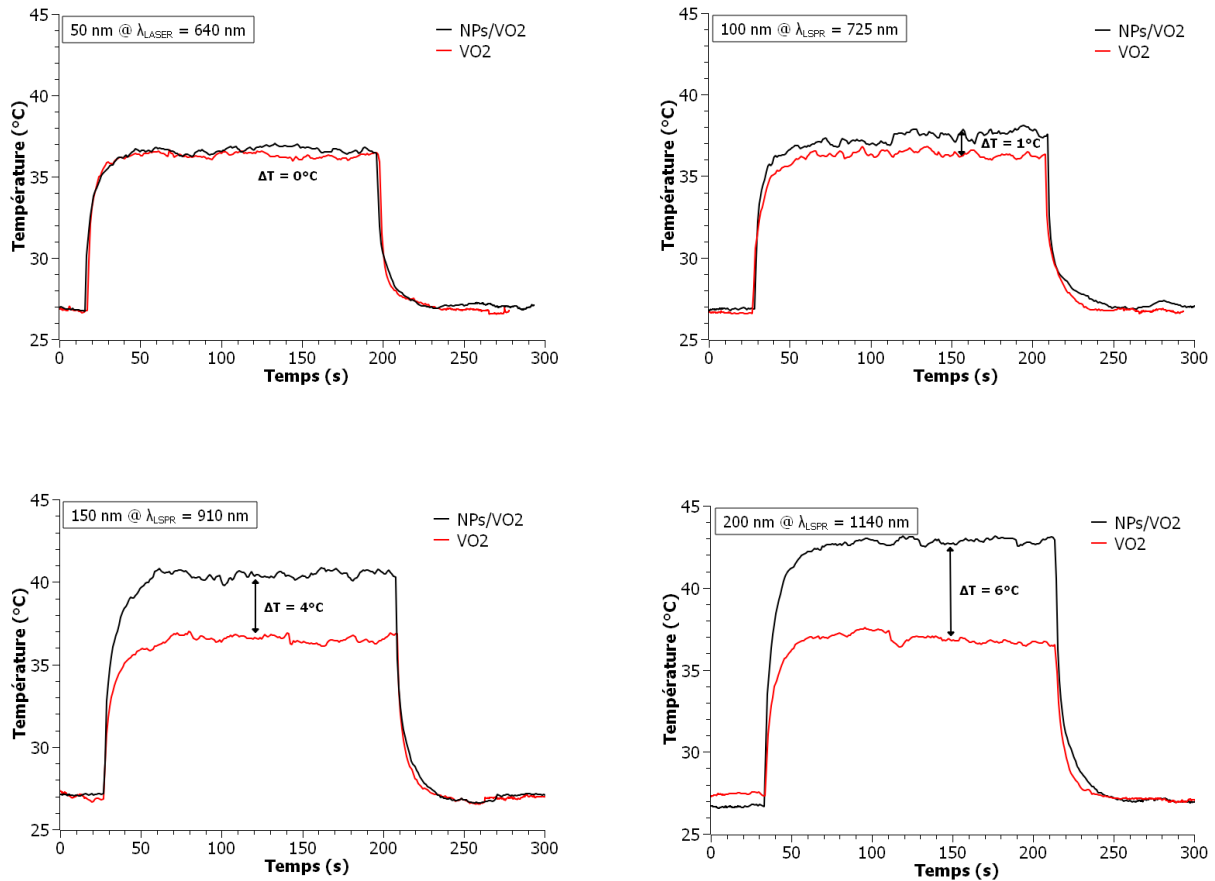 50 nm @ λLASER = 640 nm
NPs/VO2
VO2
45
40
35
30
25
Température (°C)
ΔT = 0°C
0 50 100 150 200 250 300
Temps (s)
100 nm @ λLSPR = 725 nm
NPs/VO2
VO2
45
40
35
30
25
Température (°C)
ΔT = 1°C
0 50 100 150 200 250 300
Temps (s)
150 nm @ λLSPR = 910 nm
NPs/VO2
VO2
45
40
35
30
25
Température (°C)
ΔT = 4°C
0 50 100 150 200 250 300
Temps (s)
200 nm @ λLSPR = 1140 nm
NPs/VO2
VO2
45
40
35
30
25
Température (°C)
ΔT = 6°C
0 50 100 150 200 250 300
Temps (s)